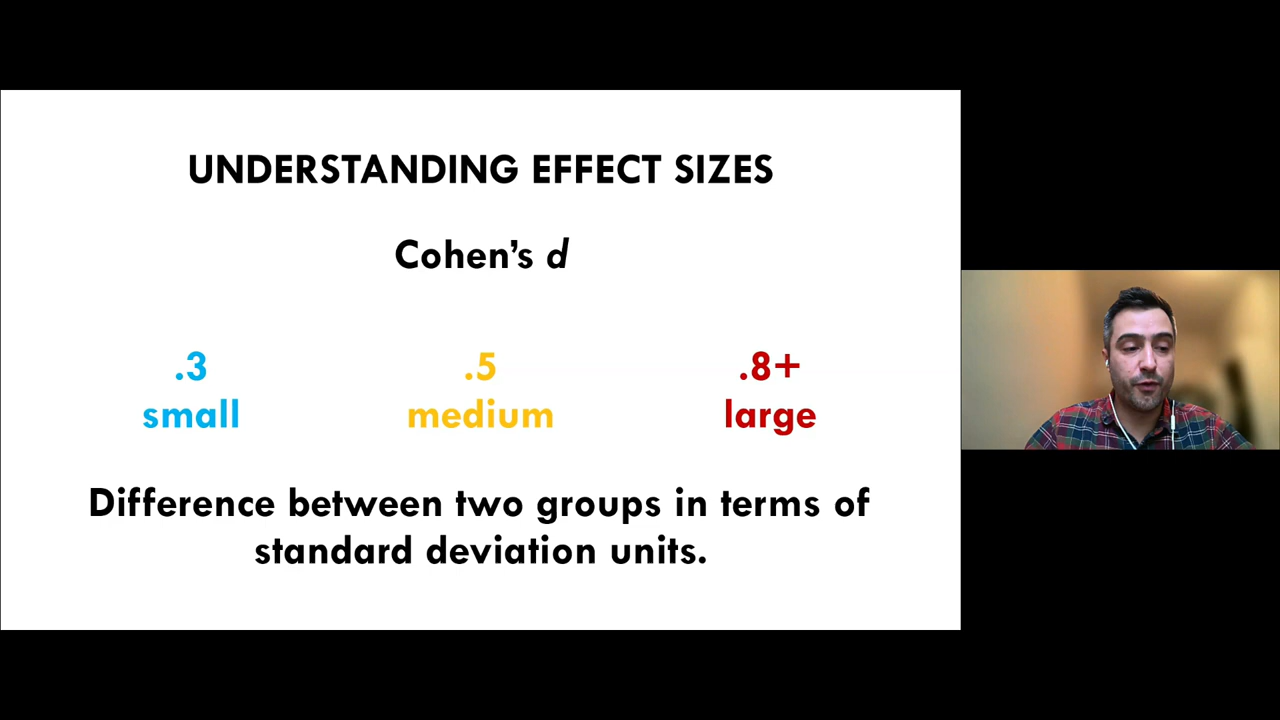 UNDERSTANDING EFFECT SIZES
Cohen's d
.3
small
.5
medium
.8+
large
Difference between two groups in terms of
standard deviation units.